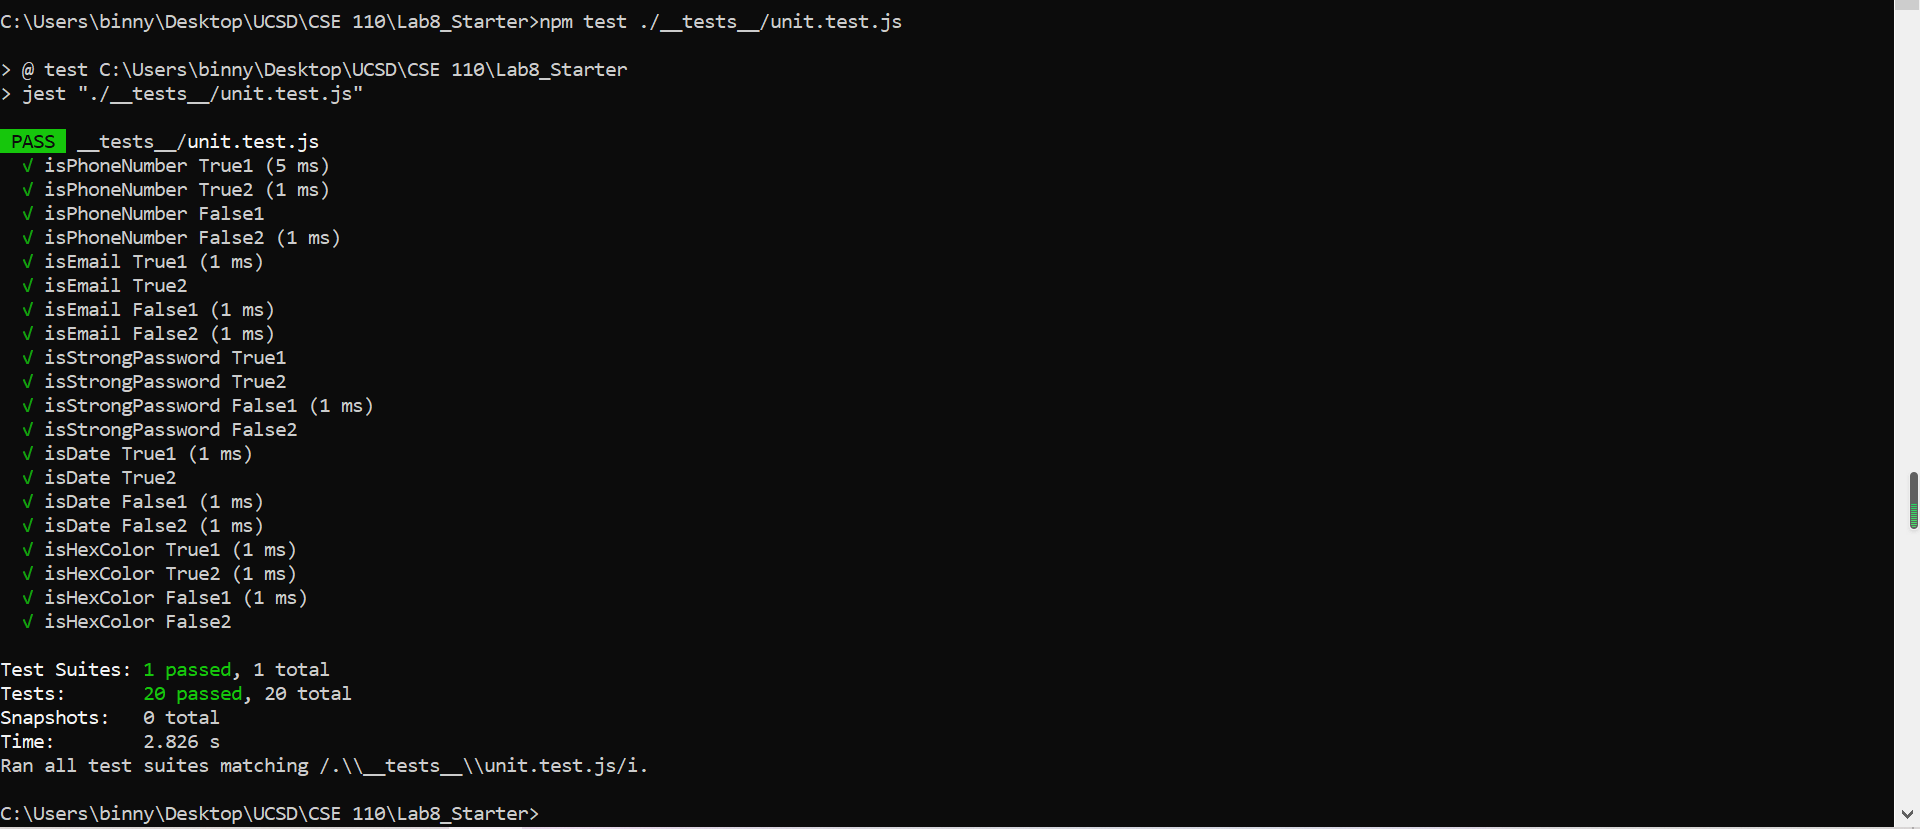 C:\Users\binny\Desktop\UCSD\CSE 110\Lab8_Starter>npm test ./__tests__/unit.test.js
> @ test C:\Users\binny\Desktop\UCSD\CSE 110\Lab8_Starter
> jest "./__tests__/unit.test.js"
PASS __tests__/unit.test.js
√ isPhoneNumber True1 (5 ms)
√ isPhoneNumber True2 (1 ms)
√ isPhoneNumber False1
√ isPhoneNumber False2 (1 ms)
√ isEmail True1 (1 ms)
√ isEmail True2
√ isEmail False1 (1 ms)
√ isEmail False2 (1 ms)
√ isStrongPassword True1
√ isStrongPassword True2
√ isStrongPassword False1 (1 ms)
√ isStrongPassword False2
√ isDate True1 (1 ms)
√ isDate True2
√ isDate False1 (1 ms)
√ isDate False2 (1 ms)
√ isHexColor True1 (1 ms)
√ isHexColor True2 (1 ms)
√ isHexColor False1 (1 ms)
√ isHexColor False2
Test Suites: 1 passed, 1 total
Tests: 20 passed, 20 total
Snapshots: 0 total
Time: 2.826 s
Ran all test suites matching /.\\__tests__\\unit.test.js/i.
C:\Users\binny\Desktop\UCSD\CSE 110\Lab8_Starter>